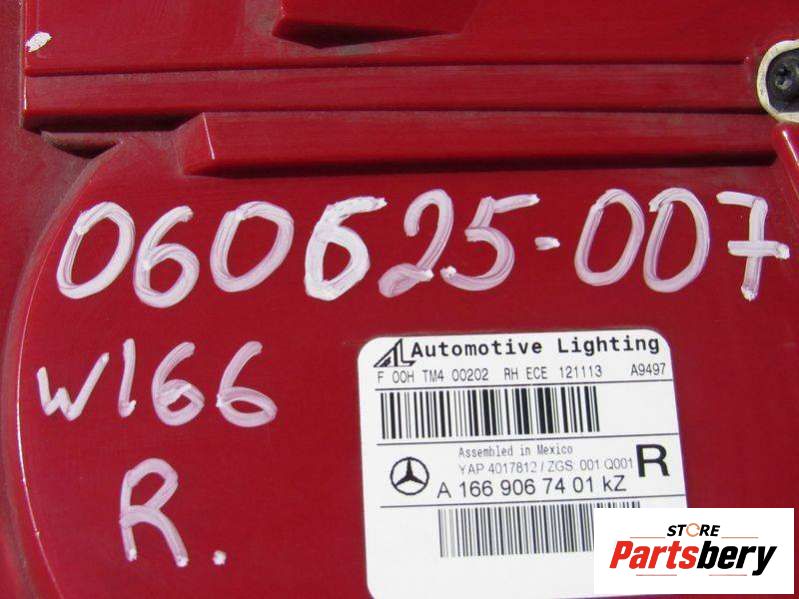 060625-007
W166
R.
AL Automotive Lighting
F 00H TM4 00202 RH ECE 121113 A9497
Assembled in Mexico
YAP 4017812 / ZGS: 001 Q001 R
A 166 906 74 01 kZ
STORE
Partsbery